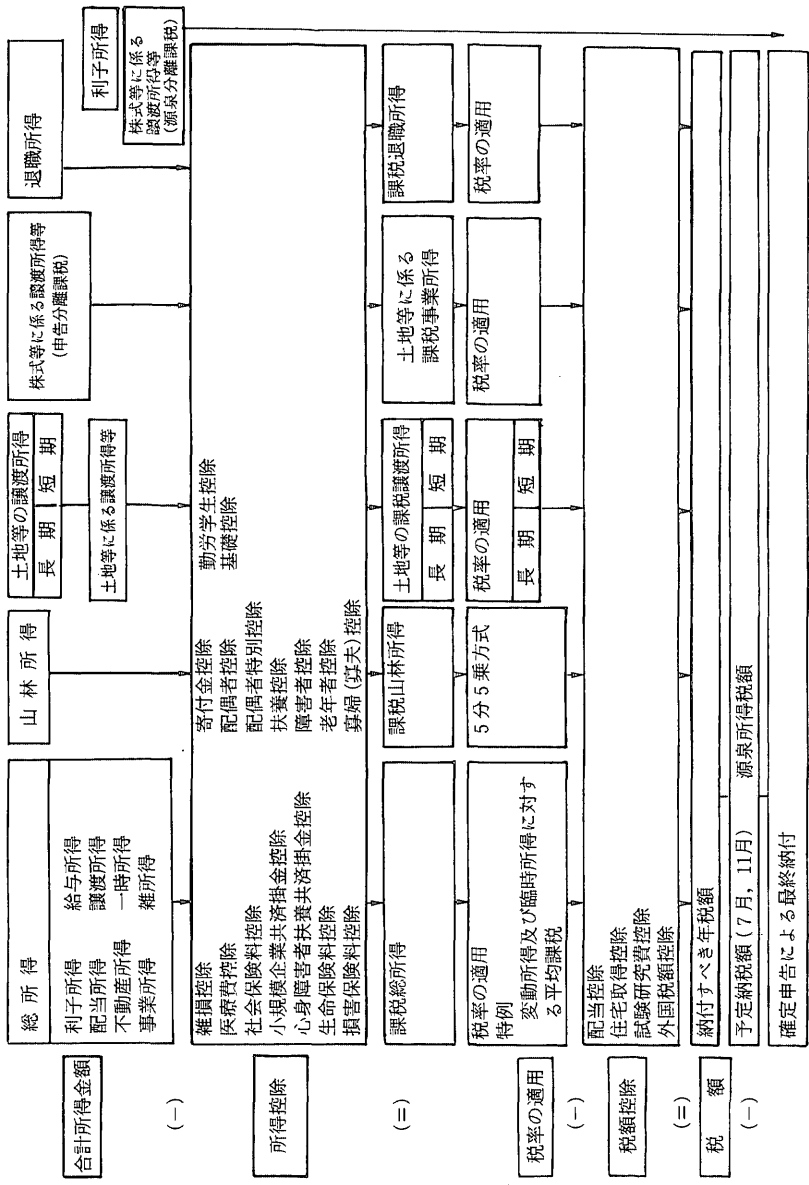 合計所得金額
総所得
利子所得　給与所得
配当所得　譲渡所得
不動産所得　一時所得
事業所得　雑所得
山林所得
土地等の譲渡所得
長期　短期
土地等に係る譲渡所得等
株式等に係る譲渡所得等
(申告分離課税)
退職所得
利子所得
株式等に係る
譲渡所得等
(源泉分離課税)
(−)
所得控除
雑損控除
医療費控除
社会保険料控除
小規模企業共済掛金控除
心身障害者扶養共済掛金控除
生命保険料控除
損害保険料控除
寄付金控除
配偶者控除
配偶者特別控除
扶養控除
障害者控除
老年者控除
寡婦(寡夫)控除
勤労学生控除
基礎控除
(=)
課税総所得
課税山林所得
土地等の課税譲渡所得
長期　短期
土地等に係る
課税事業所得
課税退職所得
税率の適用
税率の適用
特例
変動所得及び臨時所得に対す
る平均課税
5分5乗方式
税率の適用
長期　短期
税率の適用
税率の適用
(−)
税額控除
配当控除
住宅取得控除
試験研究費控除
外国税額控除
(=)
税額
納付すべき年税額
(−)
予定納税額(7月, 11月)　源泉所得税額
確定申告による最終納付